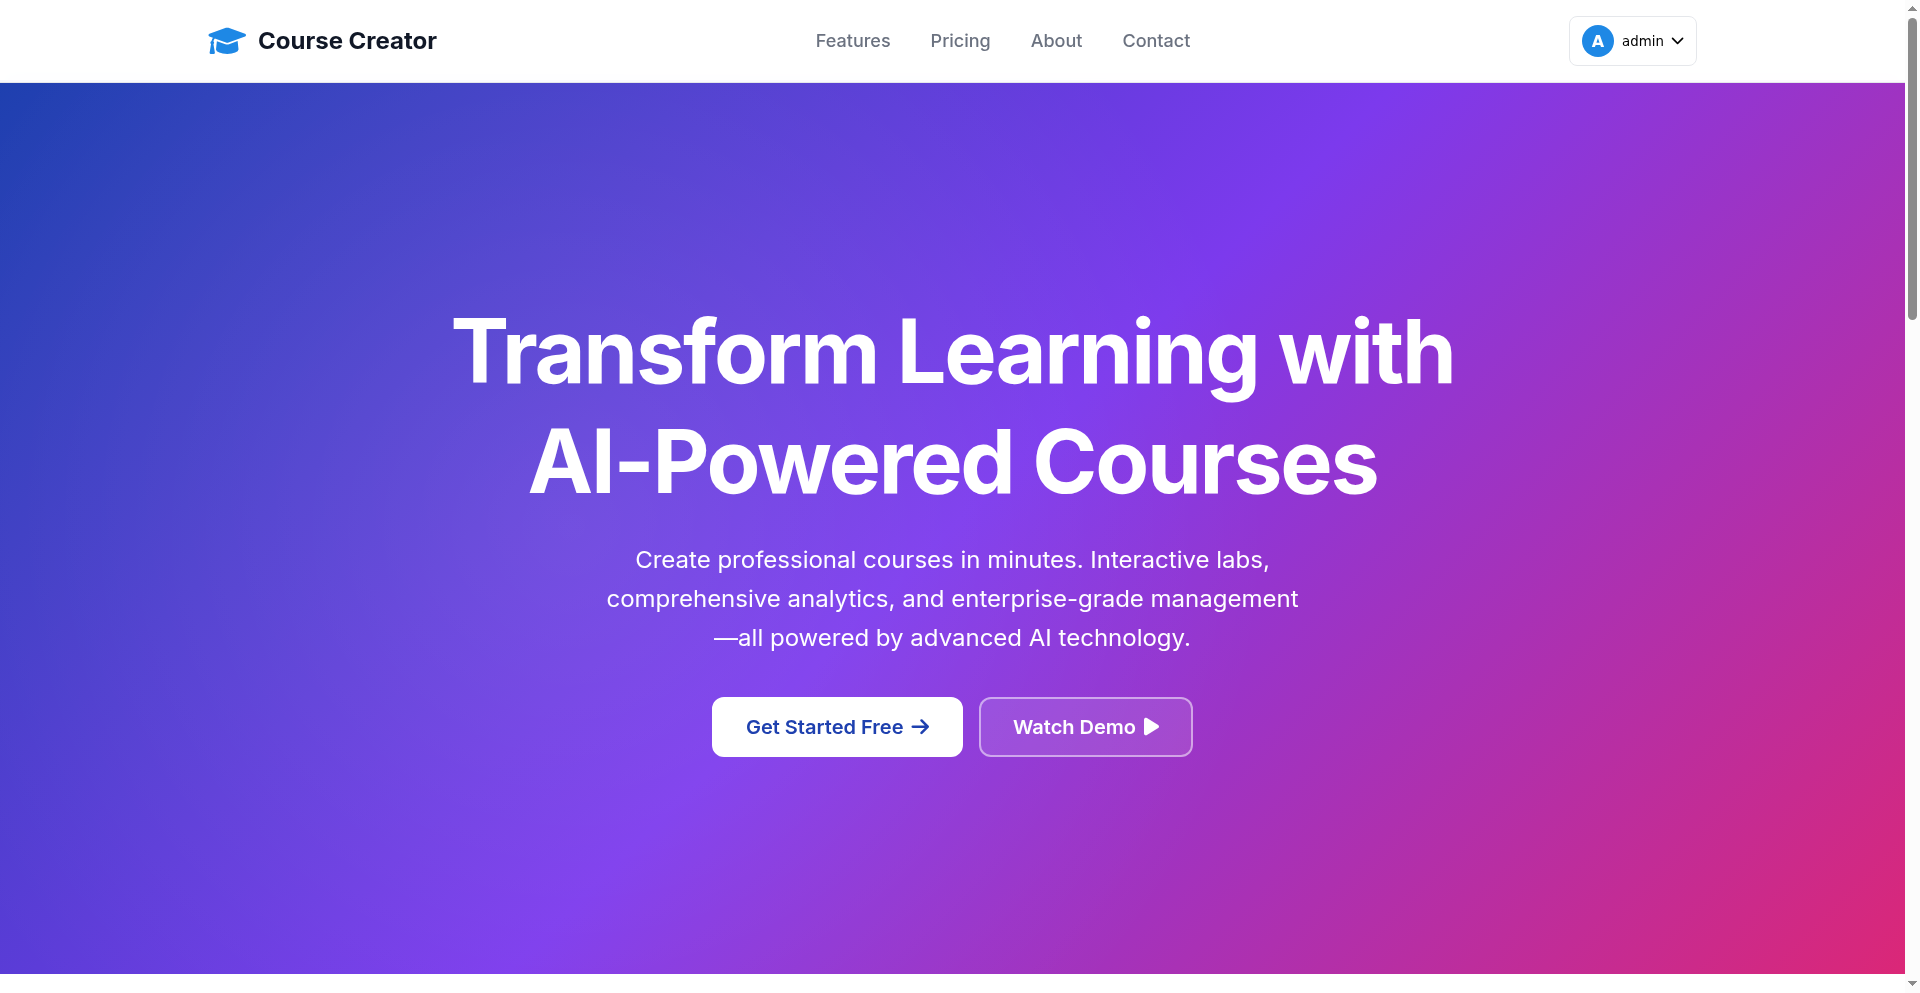 Course Creator
Features
Pricing
About
Contact
A
admin
Transform Learning with
AI-Powered Courses
Create professional courses in minutes. Interactive labs,
comprehensive analytics, and enterprise-grade management
—all powered by advanced AI technology.
Get Started Free
Watch Demo